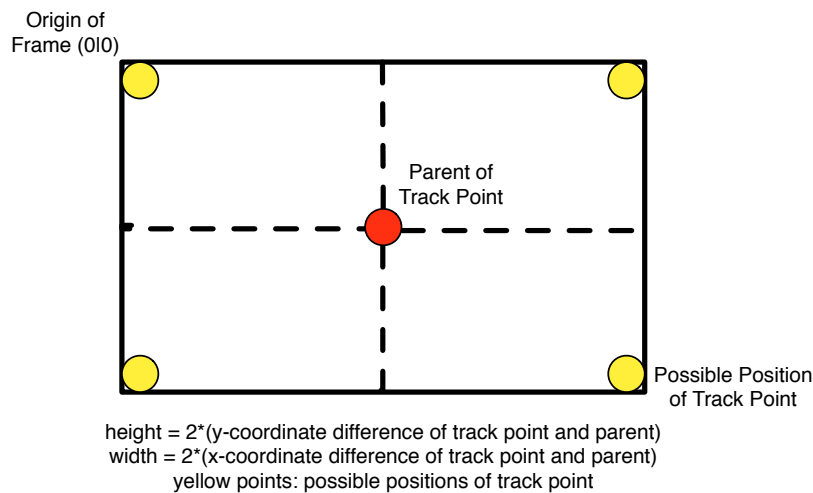 Origin of
Frame (0|0)
Parent of
Track Point
Possible Position
of Track Point
height = 2*(y-coordinate difference of track point and parent)
width = 2*(x-coordinate difference of track point and parent)
yellow points: possible positions of track point